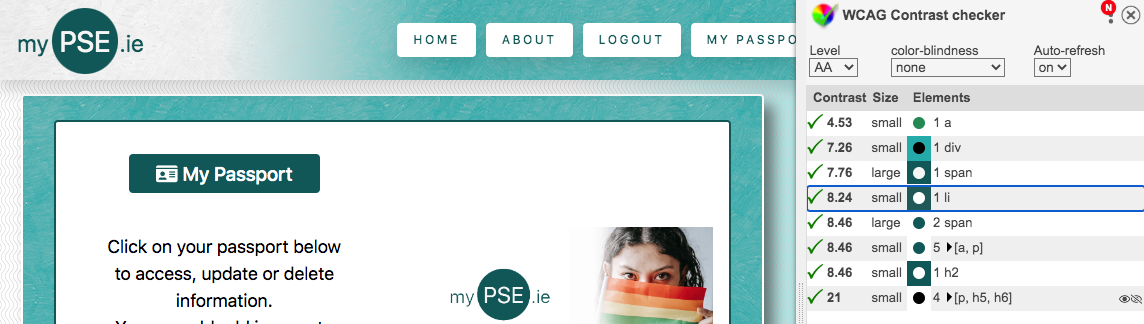 my PSE .ie
HOME
ABOUT
LOGOUT
MY PASSPO
WCAG Contrast checker
N
Level
color-blindness
Auto-refresh
AA
none
on
Contrast Size Elements
4.53 small 1 a
7.26 small 1 div
7.76 large 1 span
8.24 small 1 li
8.46 large 2 span
8.46 small 5 [a, p]
8.46 small 1 h2
21 small 4 [p, h5, h6]
My Passport
Click on your passport below
to access, update or delete
information.
my PSE .ie